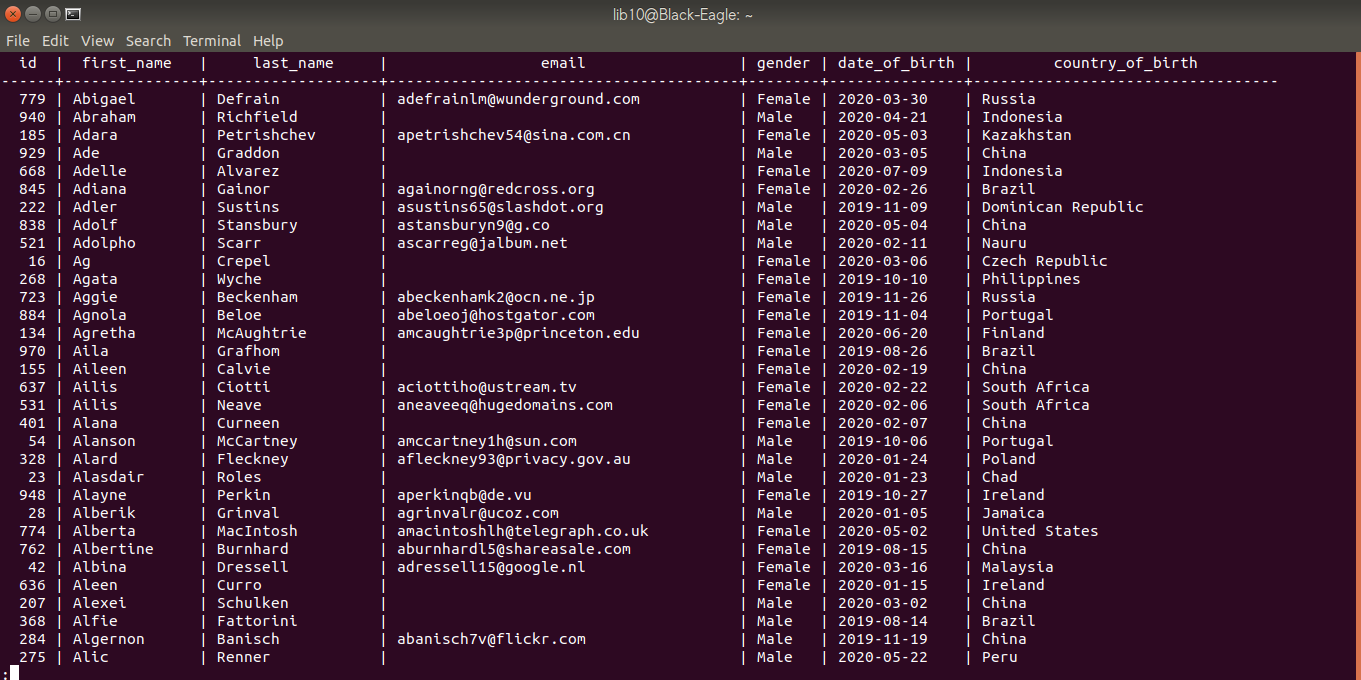 lib10@Black-Eagle: ~
File Edit View Search Terminal Help
id | first_name | last_name | email | gender | date_of_birth | country_of_birth
------+---------------+-------------------+---------------------------------------+--------+---------------+----------------------------------
779 | Abigael | Defrain | adefrainlm@wunderground.com | Female | 2020-03-30 | Russia
940 | Abraham | Richfield | | Male | 2020-04-21 | Indonesia
185 | Adara | Petrishchev | apetrishchev54@sina.com.cn | Female | 2020-05-03 | Kazakhstan
929 | Ade | Graddon | | Male | 2020-03-05 | China
668 | Adelle | Alvarez | | Female | 2020-07-09 | Indonesia
845 | Adiana | Gainor | againorng@redcross.org | Female | 2020-02-26 | Brazil
222 | Adler | Sustins | asustins65@slashdot.org | Male | 2019-11-09 | Dominican Republic
838 | Adolf | Stansbury | astansburyn9@g.co | Male | 2020-05-04 | China
521 | Adolpho | Scarr | ascarreg@jalbum.net | Male | 2020-02-11 | Nauru
16 | Ag | Crepel | | Female | 2020-03-06 | Czech Republic
268 | Agata | Wyche | | Female | 2019-10-10 | Philippines
723 | Aggie | Beckenham | abeckenhamk2@ocn.ne.jp | Female | 2019-11-26 | Russia
884 | Agnola | Beloe | abeloeoj@hostgator.com | Female | 2019-11-04 | Portugal
134 | Agretha | McAughtrie | amcaughtrie3p@princeton.edu | Female | 2020-06-20 | Finland
970 | Aila | Grafhom | | Female | 2019-08-26 | Brazil
155 | Aileen | Calvie | | Female | 2020-02-19 | China
637 | Ailis | Ciotti | aciottiho@ustream.tv | Female | 2020-02-22 | South Africa
531 | Ailis | Neave | aneaveeq@hugedomains.com | Female | 2020-02-06 | South Africa
401 | Alana | Curneen | | Female | 2020-02-07 | China
54 | Alanson | McCartney | amccartney1h@sun.com | Male | 2019-10-06 | Portugal
328 | Alard | Fleckney | afleckney93@privacy.gov.au | Male | 2020-01-24 | Poland
23 | Alasdair | Roles | | Male | 2020-01-23 | Chad
948 | Alayne | Perkin | aperkinqb@de.vu | Female | 2019-10-27 | Ireland
28 | Alberik | Grinval | agrinvalr@ucoz.com | Male | 2020-01-05 | Jamaica
774 | Alberta | MacIntosh | amacintoshlh@telegraph.co.uk | Female | 2020-05-02 | United States
762 | Albertine | Burnhard | aburnhardl5@shareasale.com | Female | 2019-08-15 | China
42 | Albina | Dressell | adressell15@google.nl | Female | 2020-03-16 | Malaysia
636 | Aleen | Curro | | Female | 2020-01-15 | Ireland
207 | Alexei | Schulken | | Male | 2020-03-02 | China
368 | Alfie | Fattorini | | Male | 2019-08-14 | Brazil
284 | Algernon | Banisch | abanisch7v@flickr.com | Male | 2019-11-19 | China
275 | Alic | Renner | | Male | 2020-05-22 | Peru
: